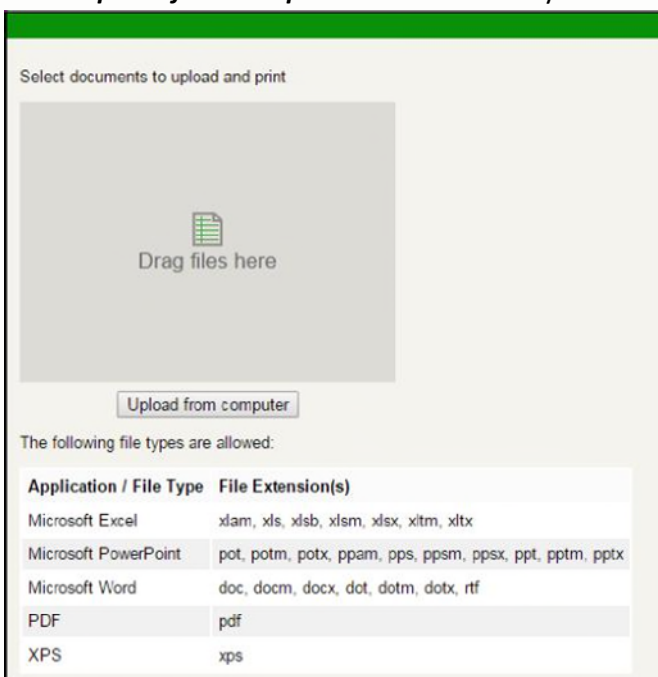 Select documents to upload and print
Drag files here
Upload from computer
The following file types are allowed:
Application / File Type File Extension(s)
Microsoft Excel xlam, xls, xlsb, xlsm, xlsx, xltm, xltx
Microsoft PowerPoint pot, potm, potx, ppam, pps, ppsm, ppsx, ppt, pptm, pptx
Microsoft Word doc, docm, docx, dot, dotm, dotx, rtf
PDF pdf
XPS xps